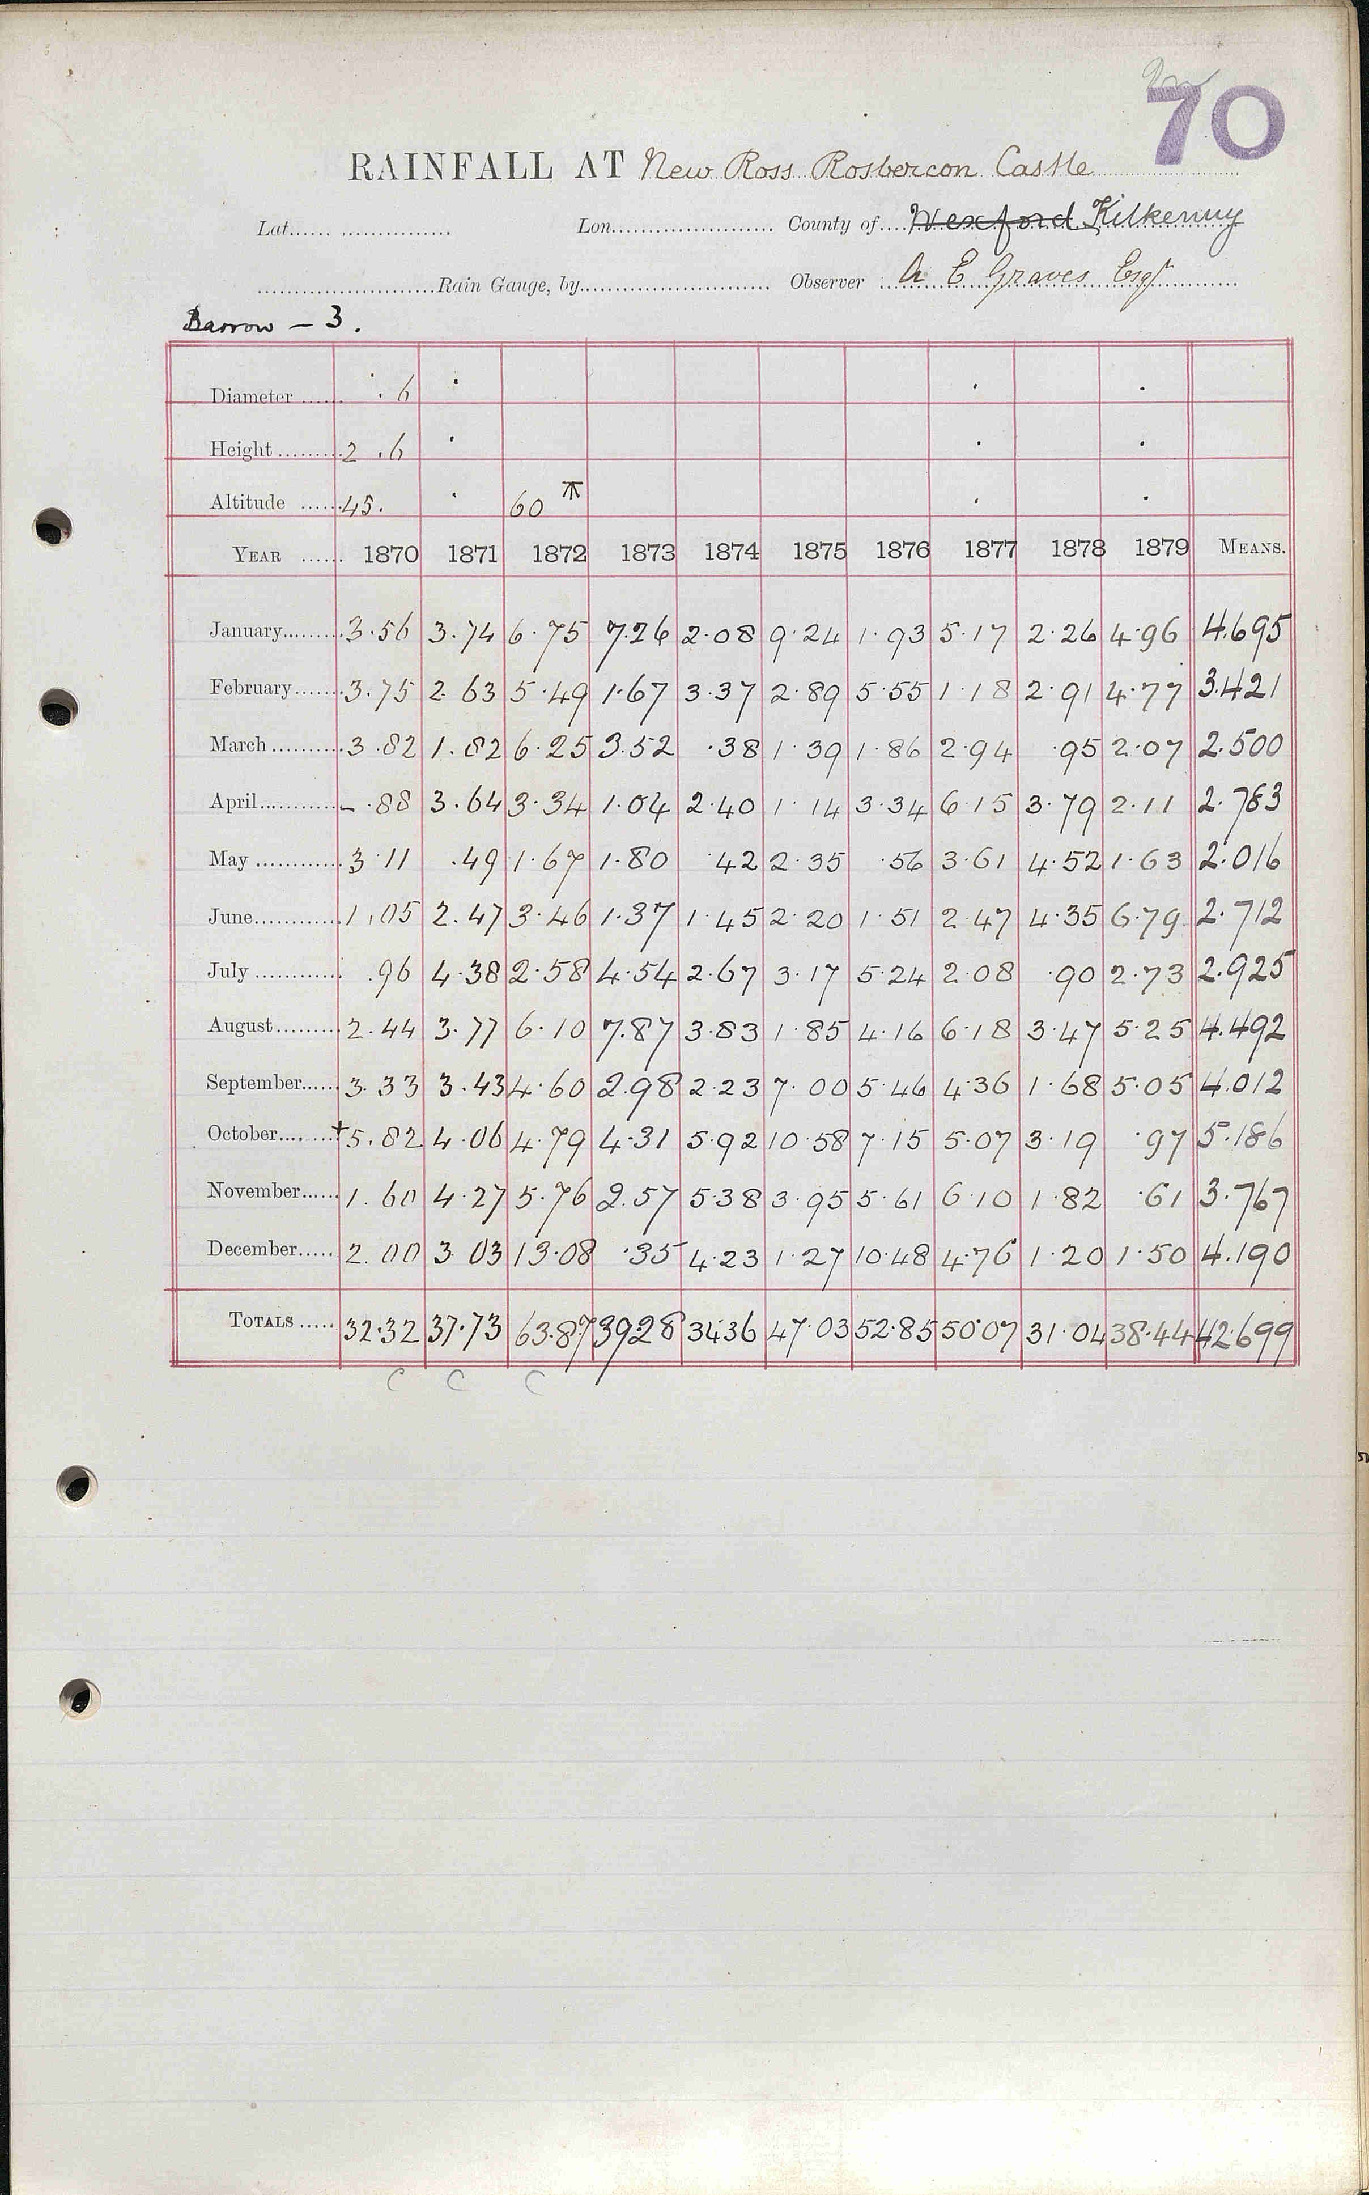 70
RAINFALL AT New Ross Rosbercon Castle
Lat. Lon. County of Wexford Kilkenny
Rain Gauge, by Observer A E Graves Esqr
Barrow - 3.
Diameter .6
Height 2 .6
Altitude 45. 60
YEAR 1870 1871 1872 1873 1874 1875 1876 1877 1878 1879 MEANS.
January 3.56 3.74 6.75 7.26 2.08 9.24 1.93 5.17 2.26 4.96 4.695
February 3.75 2.63 5.49 1.67 3.37 2.89 5.55 1.18 2.91 4.77 3.421
March 3.82 1.82 6.25 3.52 .38 1.39 1.86 2.94 .95 2.07 2.500
April - .88 3.64 3.34 1.04 2.40 1.14 3.34 6.15 3.79 2.11 2.783
May 3.11 .49 1.67 1.80 .42 2.35 .56 3.61 4.52 1.63 2.016
June 1.05 2.47 3.46 1.37 1.45 2.20 1.51 2.47 4.35 6.79 2.712
July .96 4.38 2.58 4.54 2.67 3.17 5.24 2.08 .90 2.73 2.925
August 2.44 3.77 6.10 7.87 3.83 1.85 4.16 6.18 3.47 5.25 4.492
September 3.33 3.43 4.60 2.98 2.23 7.00 5.46 4.36 1.68 5.05 4.012
October +5.82 4.06 4.79 4.31 5.92 10.58 7.15 5.07 3.19 .97 5.186
November 1.60 4.27 5.76 2.57 5.38 3.95 5.61 6.10 1.82 .61 3.767
December 2.00 3.03 13.08 .35 4.23 1.27 10.48 4.76 1.20 1.50 4.190
TOTALS 32.32 37.73 63.87 39.28 34.36 47.03 52.85 50.07 31.04 38.44 42.699
C C C